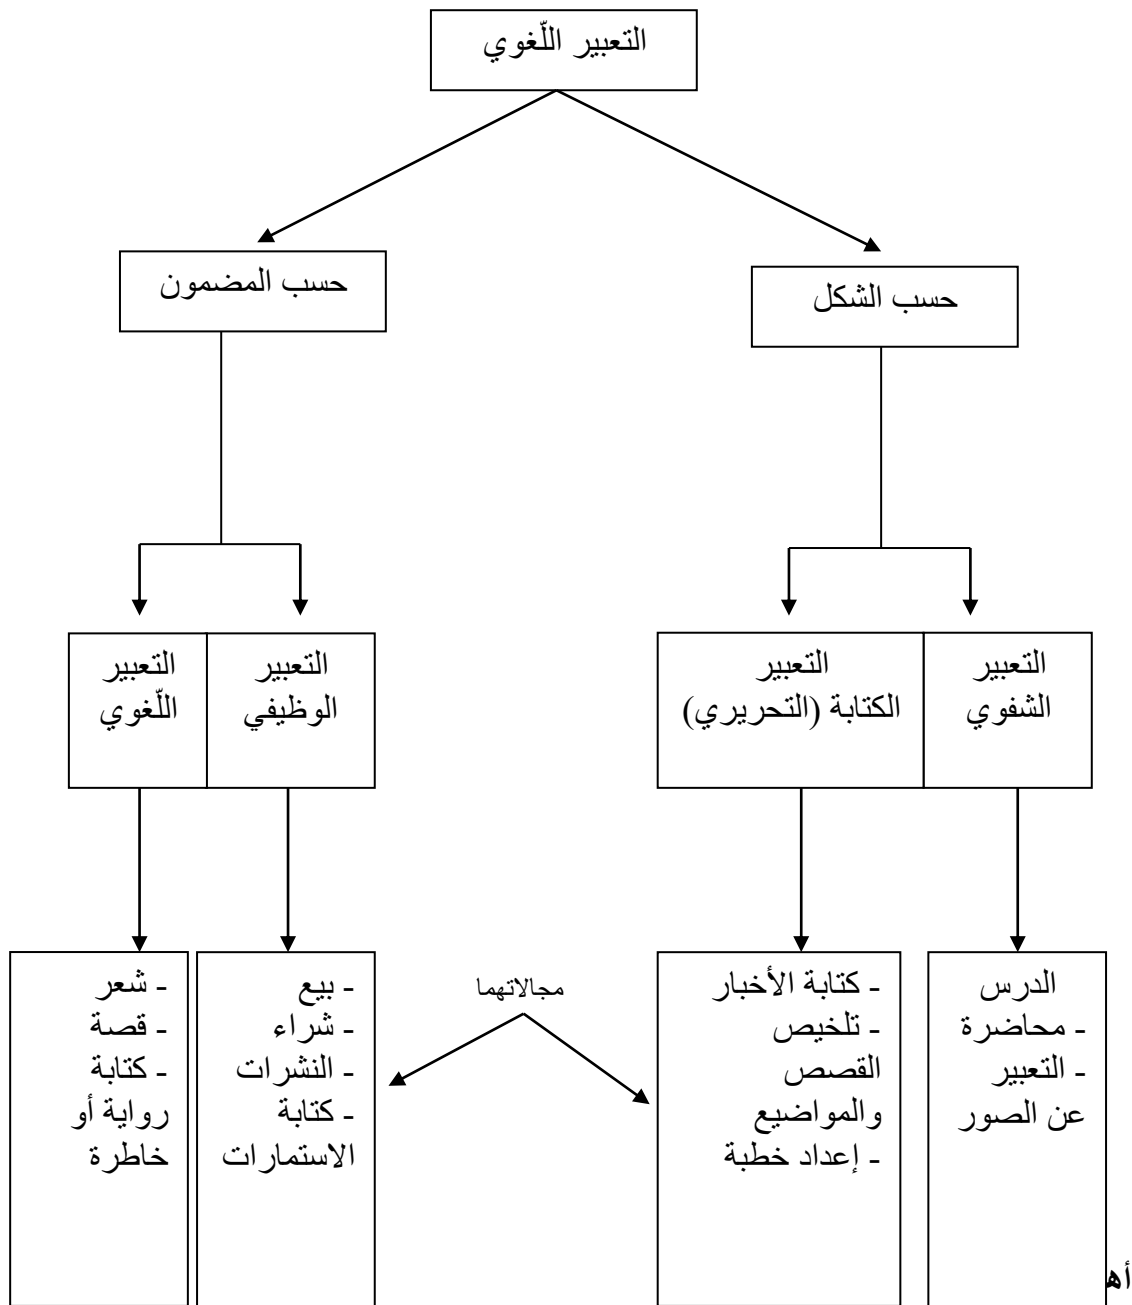 التعبير اللّغوي
حسب الشكل
حسب المضمون
التعبير
الشفوي
التعبير
الكتابة (التحريري)
التعبير
الوظيفي
التعبير
اللّغوي
الدرس
- محاضرة
- التعبير
عن الصور
- كتابة الأخبار
- تلخيص
القصص
والمواضيع
- إعداد خطبة
مجالاتهما
- بيع
- شراء
- النشرات
- كتابة
الاستمارات
- شعر
- قصة
- كتابة
رواية أو
خاطرة
أه